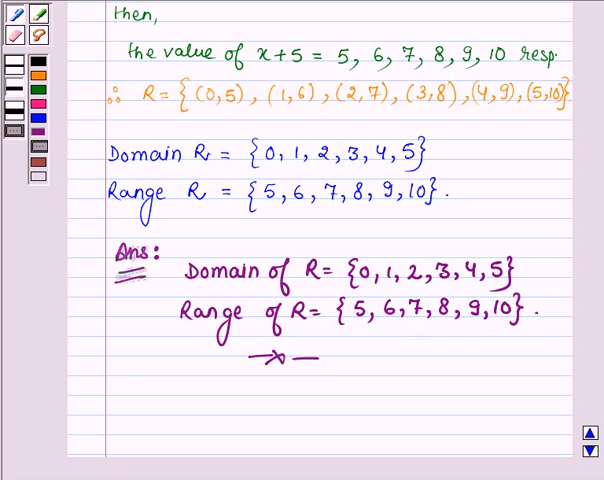 then,
the value of x+5 = 5, 6, 7, 8, 9, 10 resp.
∴ R = { (0,5), (1,6), (2,7), (3,8), (4,9), (5,10)}
Domain R = {0, 1, 2, 3, 4, 5}
Range R = {5, 6, 7, 8, 9, 10}.
Ans:
Domain of R = {0, 1, 2, 3, 4, 5}
Range of R = {5, 6, 7, 8, 9, 10}.